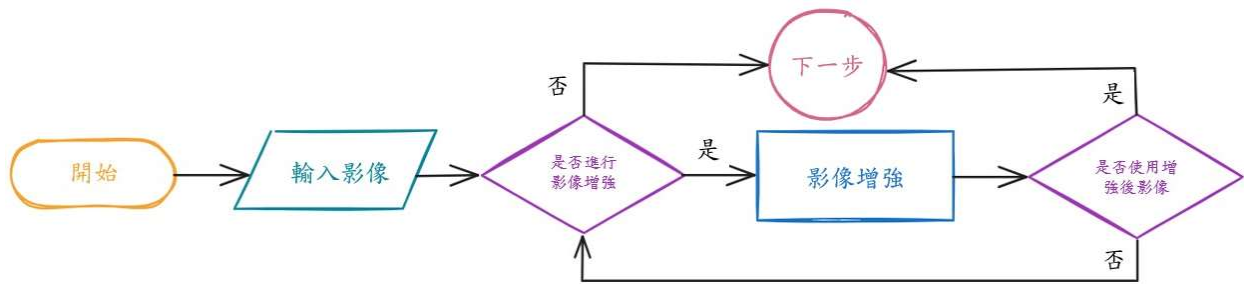 下一步
否
是
開始
輸入影像
是否進行
影像增強
是
影像增強
是否使用增
強後影像
否